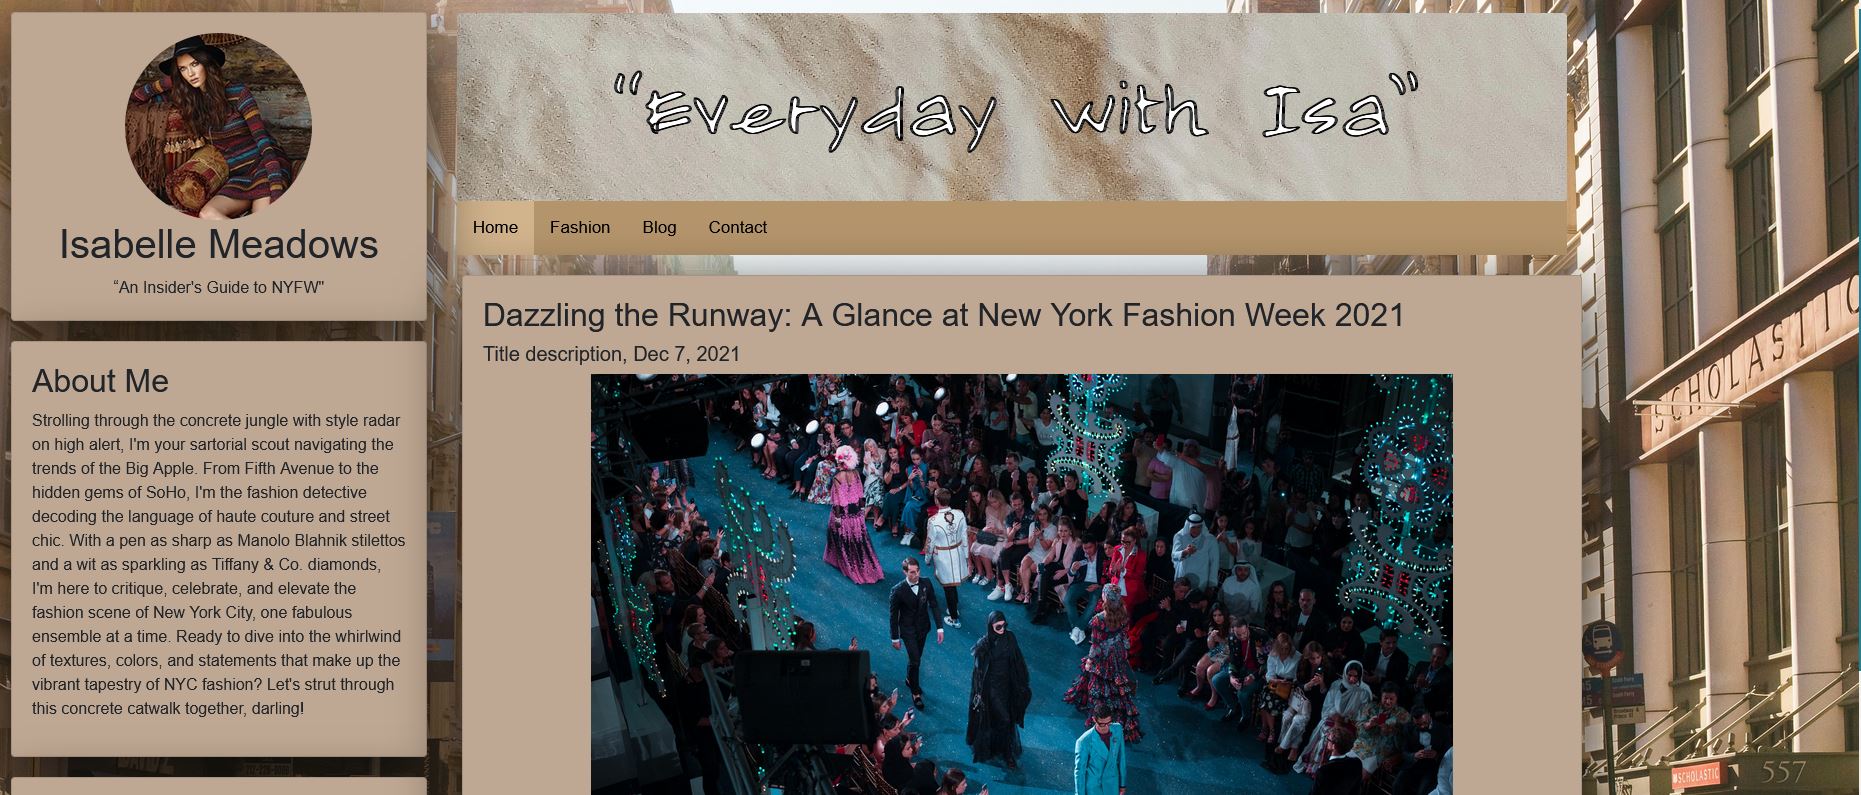 Isabelle Meadows
“An Insider's Guide to NYFW"
About Me
Strolling through the concrete jungle with style radar
on high alert, I'm your sartorial scout navigating the
trends of the Big Apple. From Fifth Avenue to the
hidden gems of SoHo, I'm the fashion detective
decoding the language of haute couture and street
chic. With a pen as sharp as Manolo Blahnik stilettos
and a wit as sparkling as Tiffany & Co. diamonds,
I'm here to critique, celebrate, and elevate the
fashion scene of New York City, one fabulous
ensemble at a time. Ready to dive into the whirlwind
of textures, colors, and statements that make up the
vibrant tapestry of NYC fashion? Let's strut through
this concrete catwalk together, darling!
“Everyday with Isa”
Home Fashion Blog Contact
Dazzling the Runway: A Glance at New York Fashion Week 2021
Title description, Dec 7, 2021
SCHOLASTIC
SCHOLASTIC
557